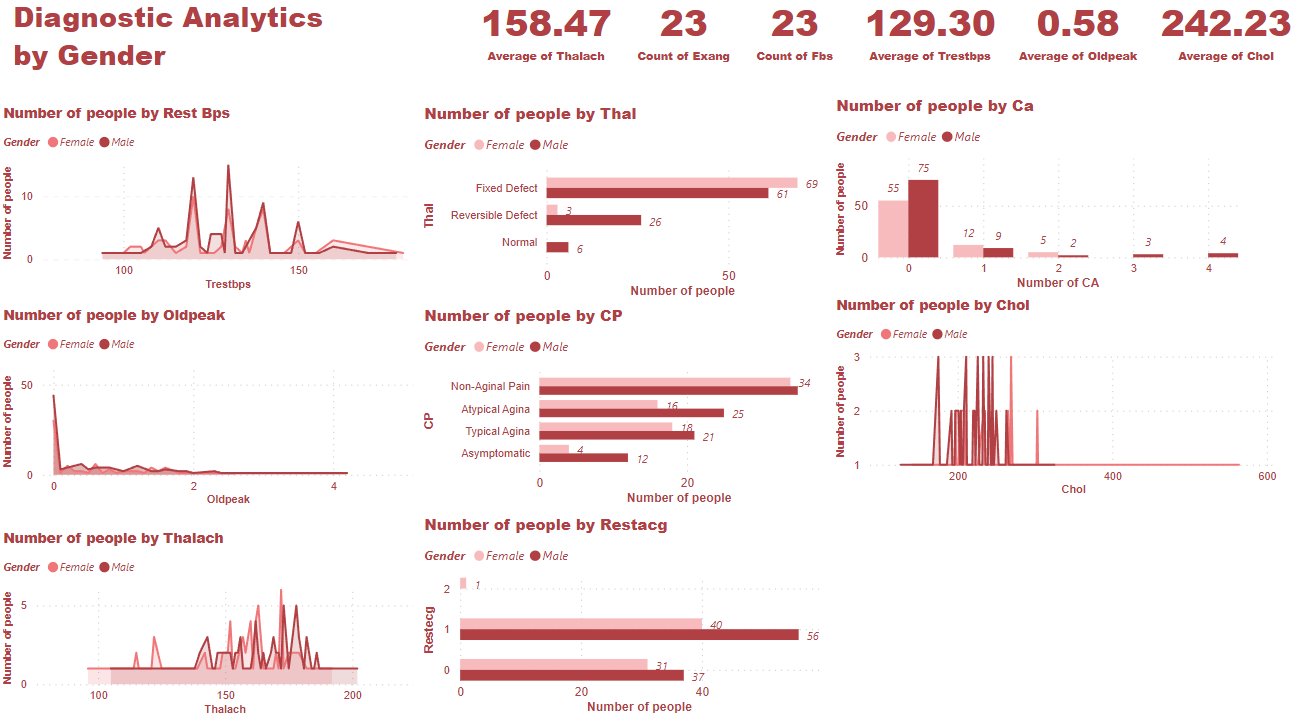 Diagnostic Analytics
by Gender
158.47
Average of Thalach
23
Count of Exang
23
Count of Fbs
129.30
Average of Trestbps
0.58
Average of Oldpeak
242.23
Average of Chol
Number of people by Rest Bps
Gender Female Male
Number of people
10
0
100 150
Trestbps
Number of people by Thal
Gender Female Male
Thal
Fixed Defect 69
61
Reversible Defect 3
26
Normal
6
0 50
Number of people
Number of people by Ca
Gender Female Male
Number of people
50
0
55 75 12 9 5 2 3 4
0 1 2 3 4
Number of CA
Number of people by Oldpeak
Gender Female Male
Number of people
50
0
0 2 4
Oldpeak
Number of people by CP
Gender Female Male
CP
Non-Aginal Pain 34
Atypical Agina 16
25
Typical Agina 18
21
Asymptomatic 4
12
0 20
Number of people
Number of people by Chol
Gender Female Male
Number of people
3
2
1
200 400 600
Chol
Number of people by Thalach
Gender Female Male
Number of people
5
0
100 150 200
Thalach
Number of people by Restacg
Gender Female Male
Restecg
2 1
1 40
56
0 31
37
0 20 40
Number of people